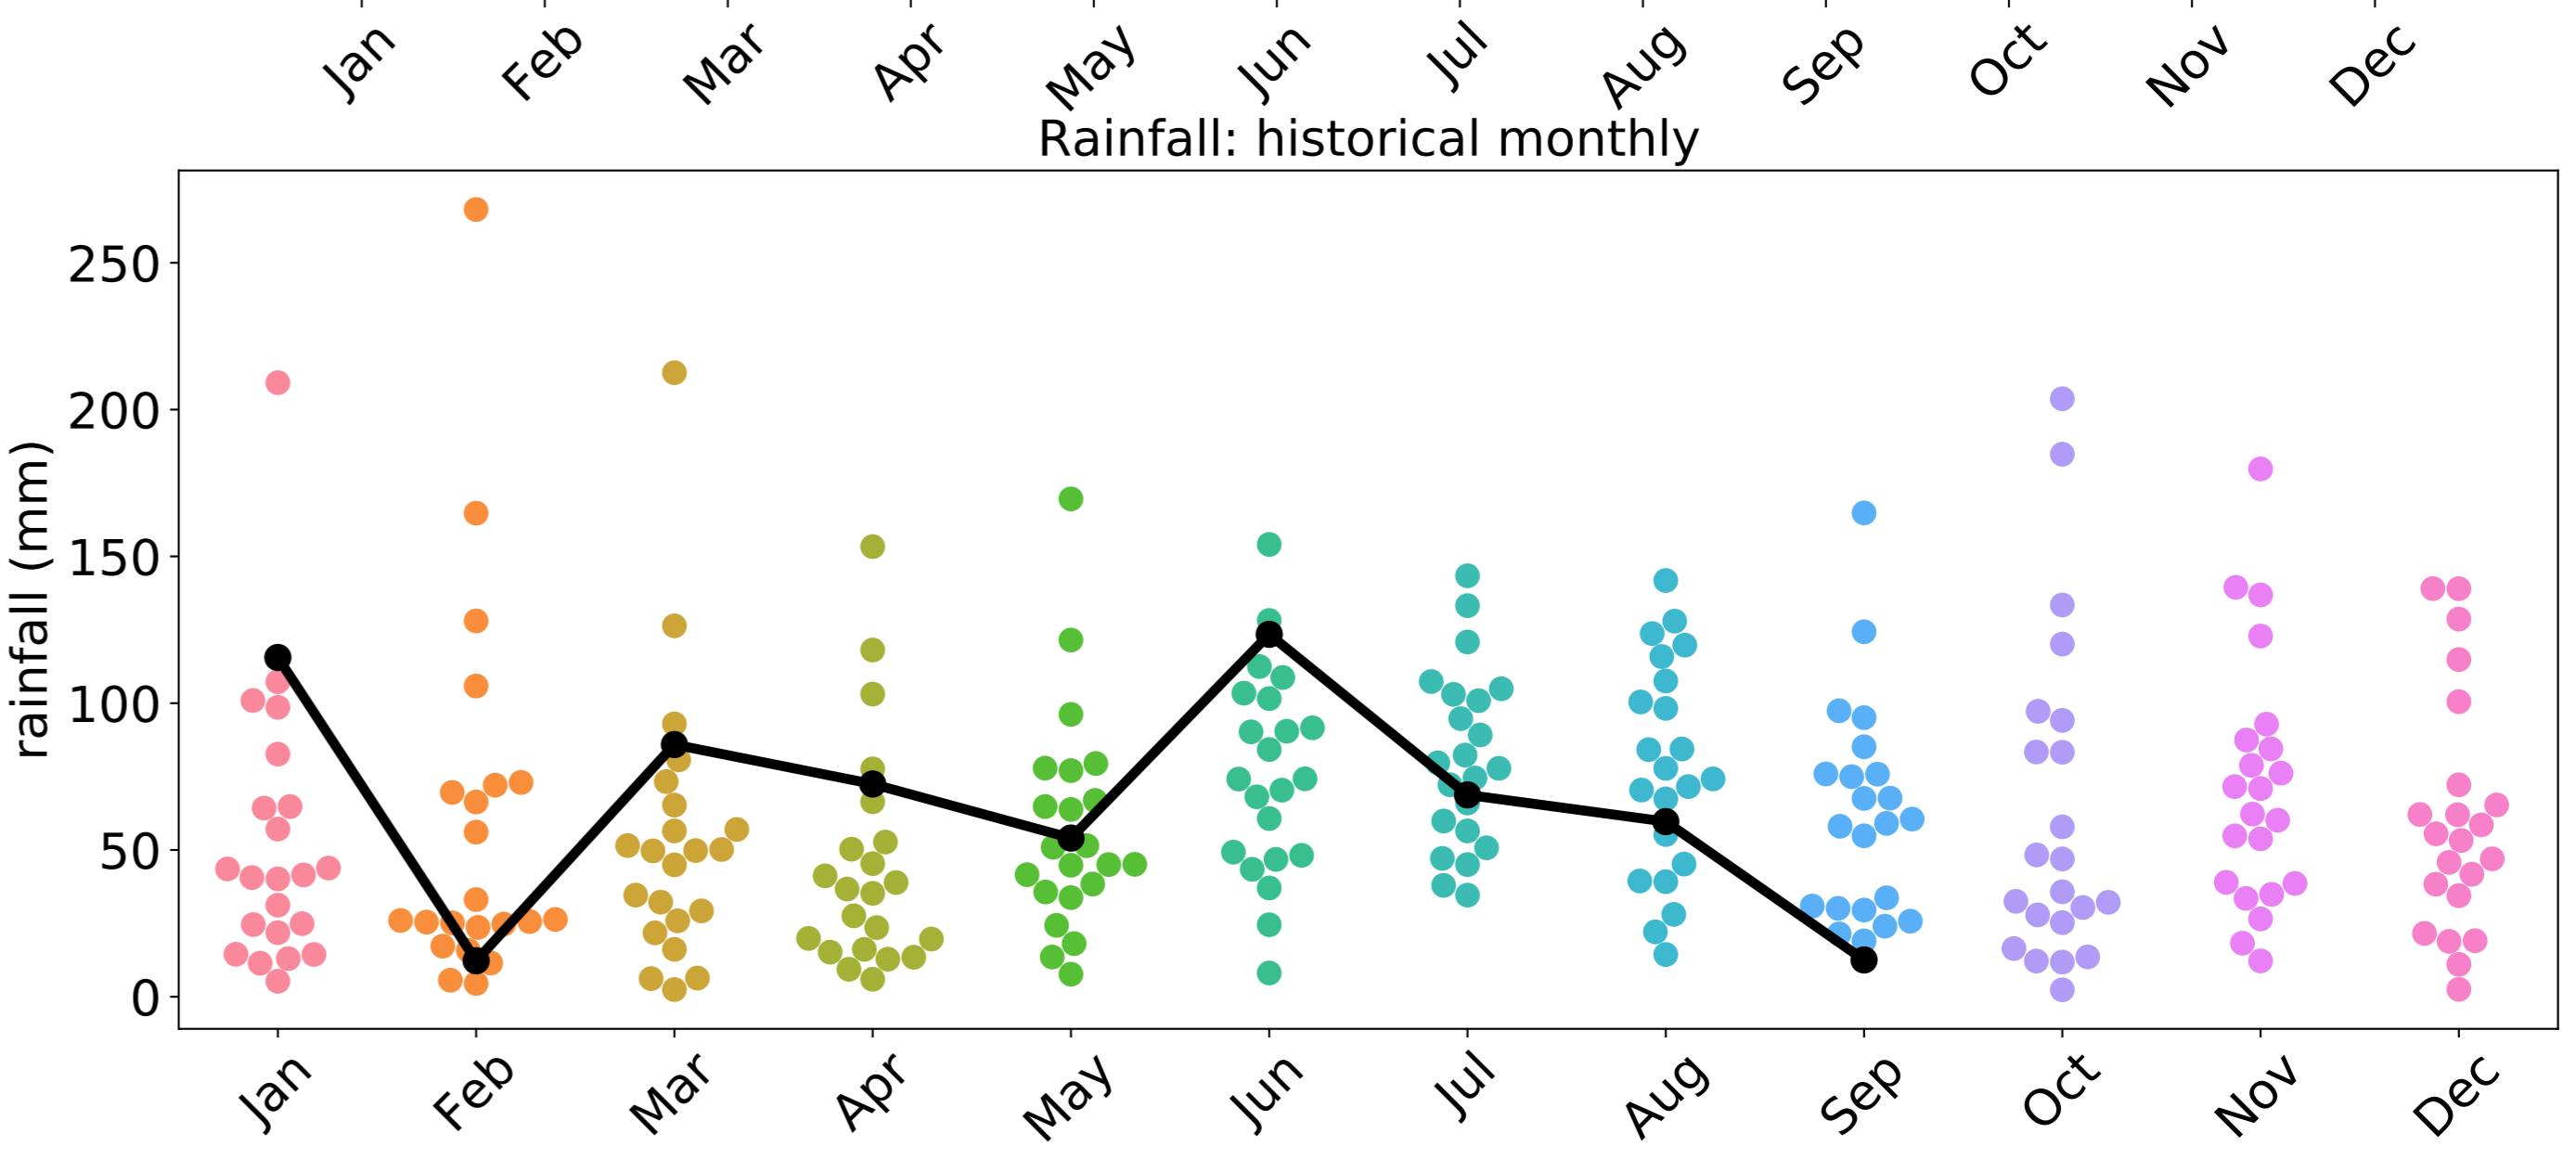 Jan Feb Mar Apr May Jun Jul Aug Sep Oct Nov Dec
Rainfall: historical monthly
rainfall (mm)
250
200
150
100
50
0
Jan Feb Mar Apr May Jun Jul Aug Sep Oct Nov Dec